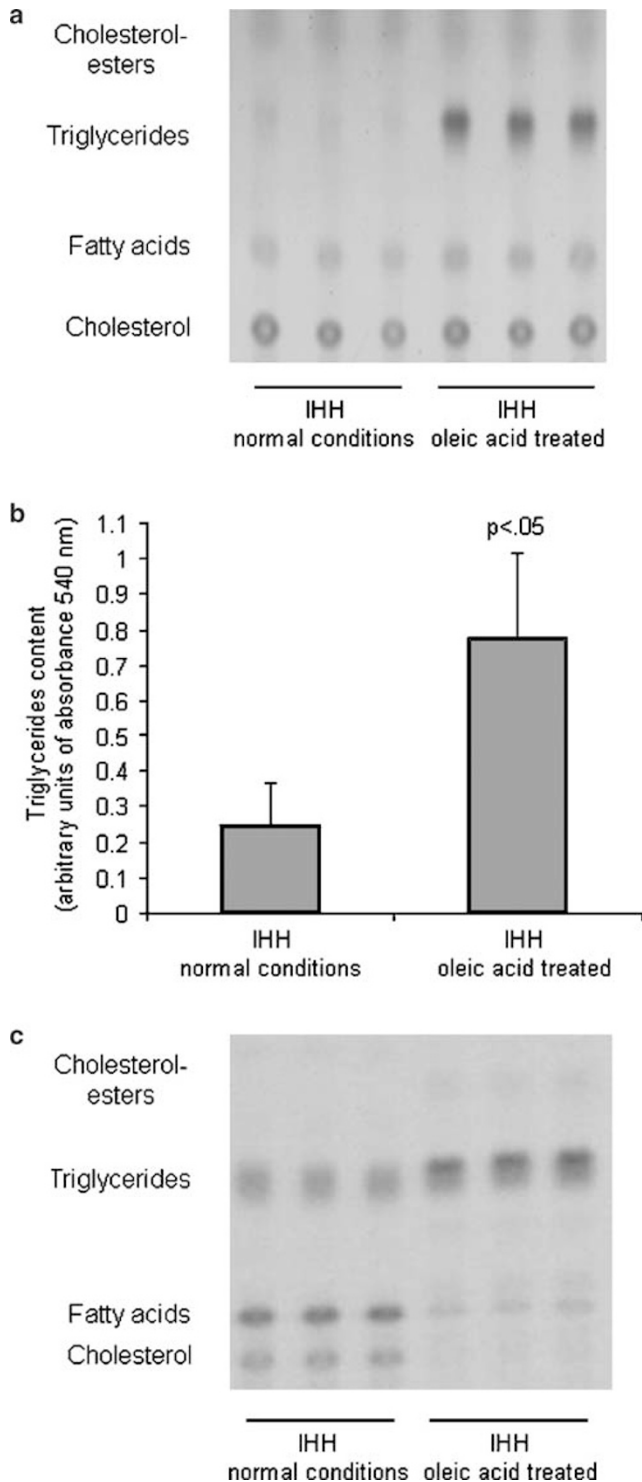 a
Cholesterol-
esters
Triglycerides
Fatty acids
Cholesterol
IHH
normal conditions
IHH
oleic acid treated
b
Triglycerides content
(arbitrary units of absorbance 540 nm)
1.1
1
0.9
0.8
0.7
0.6
0.5
0.4
0.3
0.2
0.1
0
p<.05
IHH
normal conditions
IHH
oleic acid treated
c
Cholesterol-
esters
Triglycerides
Fatty acids
Cholesterol
IHH
normal conditions
IHH
oleic acid treated